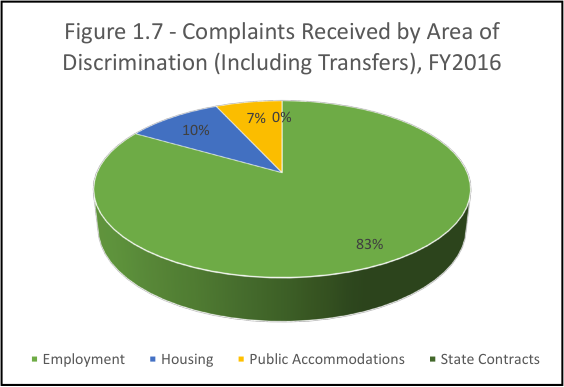 Figure 1.7 - Complaints Received by Area of
Discrimination (Including Transfers), FY2016
7% 0%
10%
83%
Employment Housing Public Accommodations State Contracts